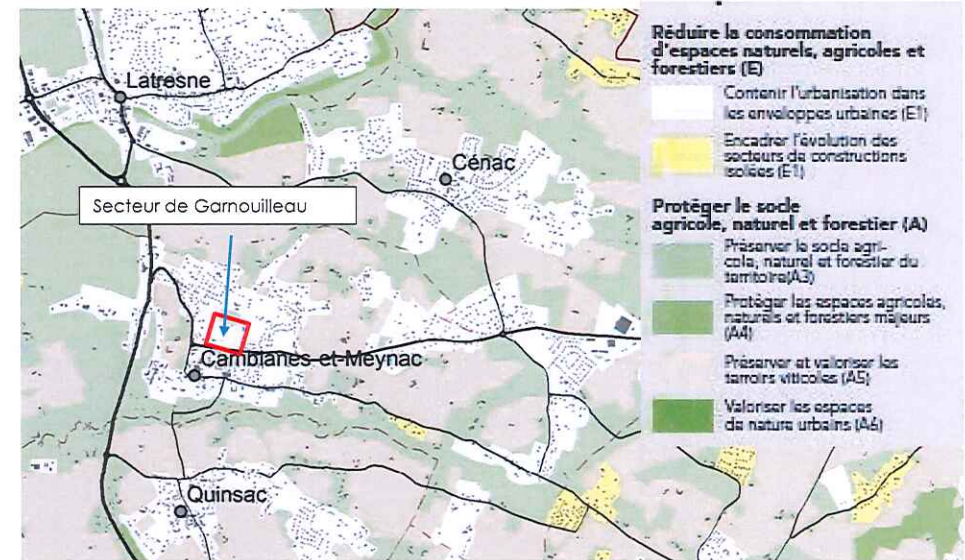 Latresne
Cénac
Secteur de Garnouilleau
Camblanes-et-Meynac
Quinsac
Réduire la consommation
d'espaces naturels, agricoles et
forestiers (E)
Contenir l'urbanisation dans
les enveloppes urbaines (E1)
Encadrer l'évolution des
secteurs de constructions
isolées (E1)
Protéger le socle
agricole, naturel et forestier (A)
Préserver le socle agri-
cole, naturel et forestier du
territoire(A3)
Protéger les espaces agricoles,
naturels et forestiers majeurs
(A4)
Préserver et valoriser les
terroirs viticoles (A5)
Valoriser les espaces
de nature urbains (A6)